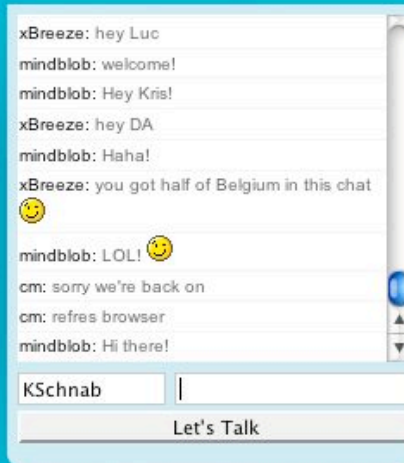 xBreeze: hey Luc
mindblob: welcome!
mindblob: Hey Kris!
xBreeze: hey DA
mindblob: Haha!
xBreeze: you got half of Belgium in this chat
mindblob: LOL!
cm: sorry we're back on
cm: refres browser
mindblob: Hi there!
KSchnab
Let's Talk